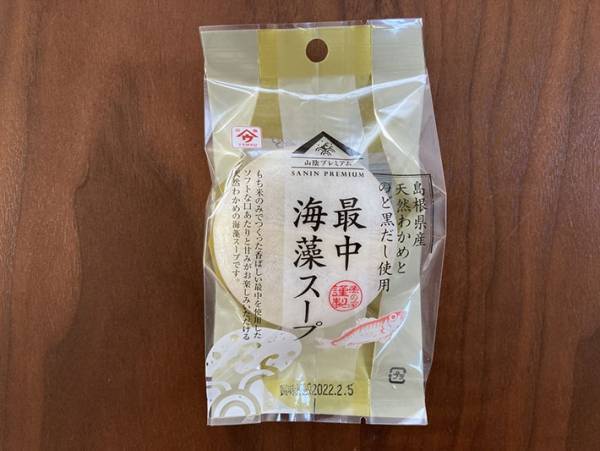 山陰プレミアム
SANIN PREMIUM
島根県産
天然わかめと
のど黒だし使用
最中
海藻スープ
謹製
もち米のみでつくった香ばしい最中を使用した
ソフトな口あたりと甘みがお楽しみいただける
天然わかめの海藻スープです。
プラ
2022.2.5